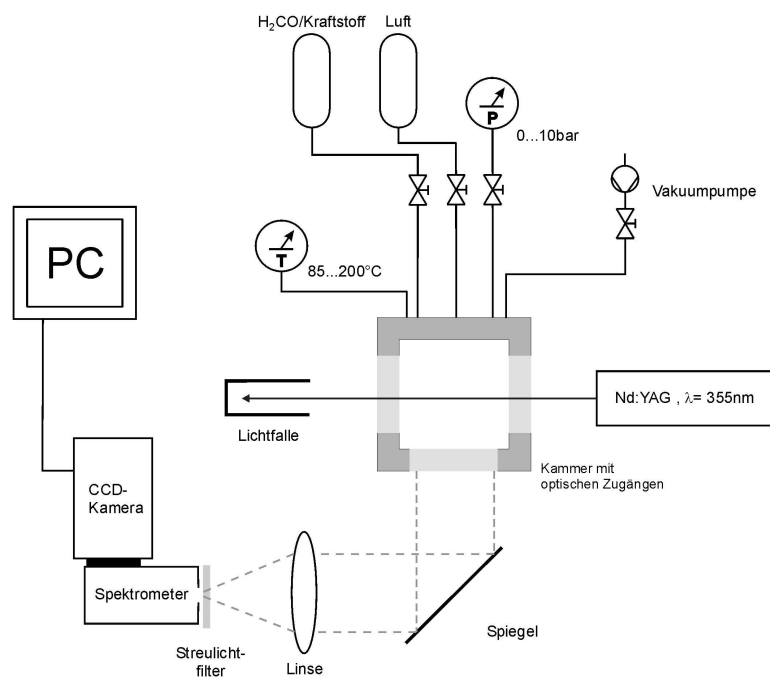 H₂CO/Kraftstoff
Luft
P
0...10bar
Vakuumpumpe
PC
T
85...200°C
Nd:YAG , λ= 355nm
Lichtfalle
Kammer mit
optischen Zugängen
CCD-
Kamera
Spektrometer
Streulicht-
filter
Linse
Spiegel